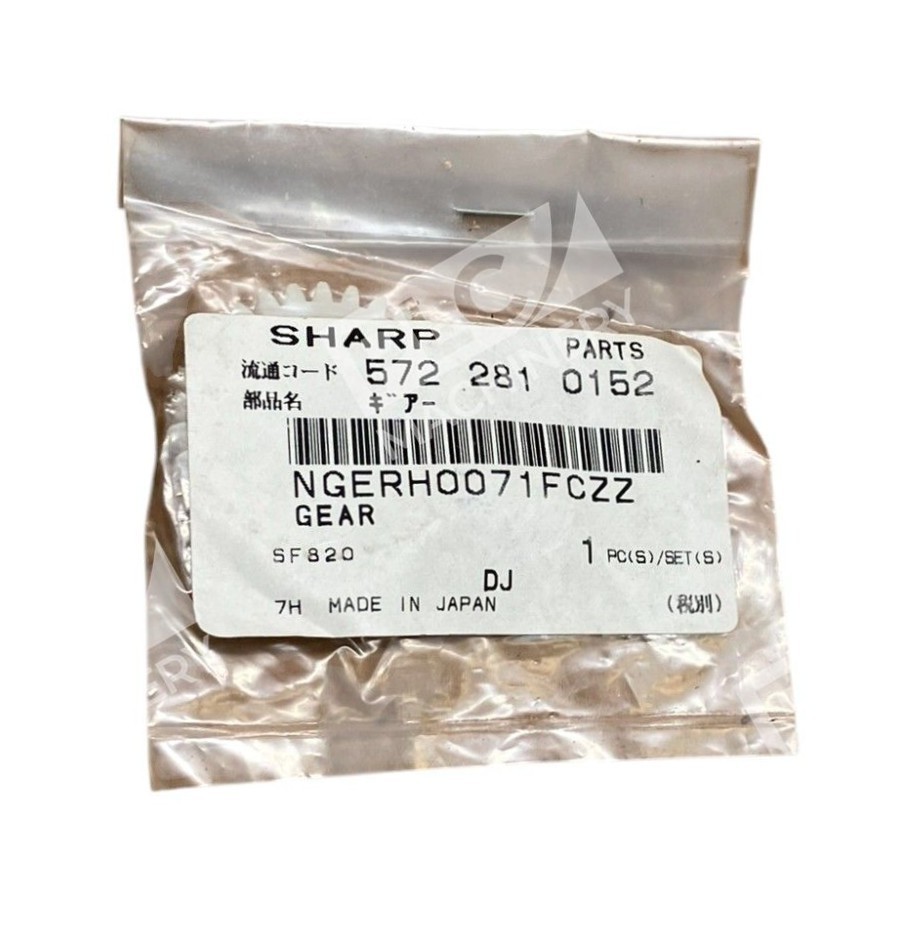 SHARP PARTS
流通コード 572 281 0152
部品名 ギアー
NGERH0071FCZZ
GEAR
SF820 1 PC(S)/SET(S)
DJ
7H MADE IN JAPAN (税別)
MACHINERY